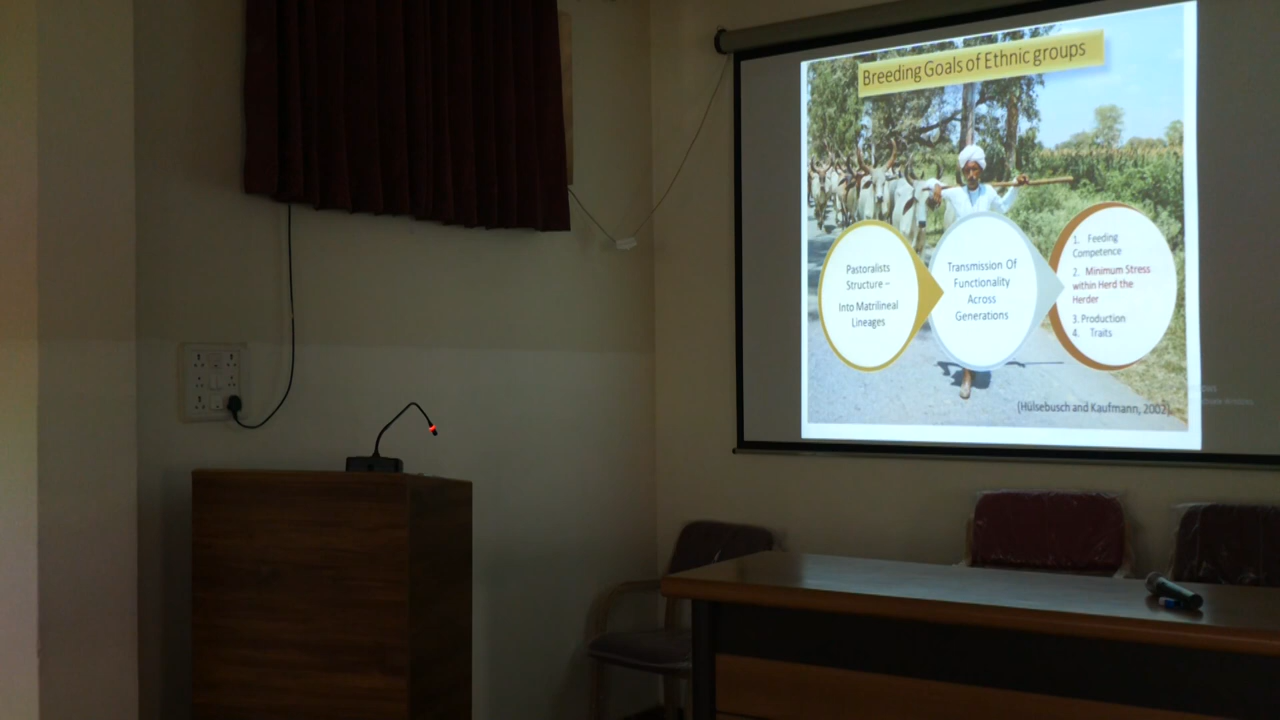 Breeding Goals of Ethnic groups
Pastoralists
Structure –
Into Matrilineal
Lineages
Transmission Of
Functionality
Across
Generations
1. Feeding
Competence
2. Minimum Stress
within Herd the
Herder
3. Production
4. Traits
(Hülsebusch and Kaufmann, 2002)